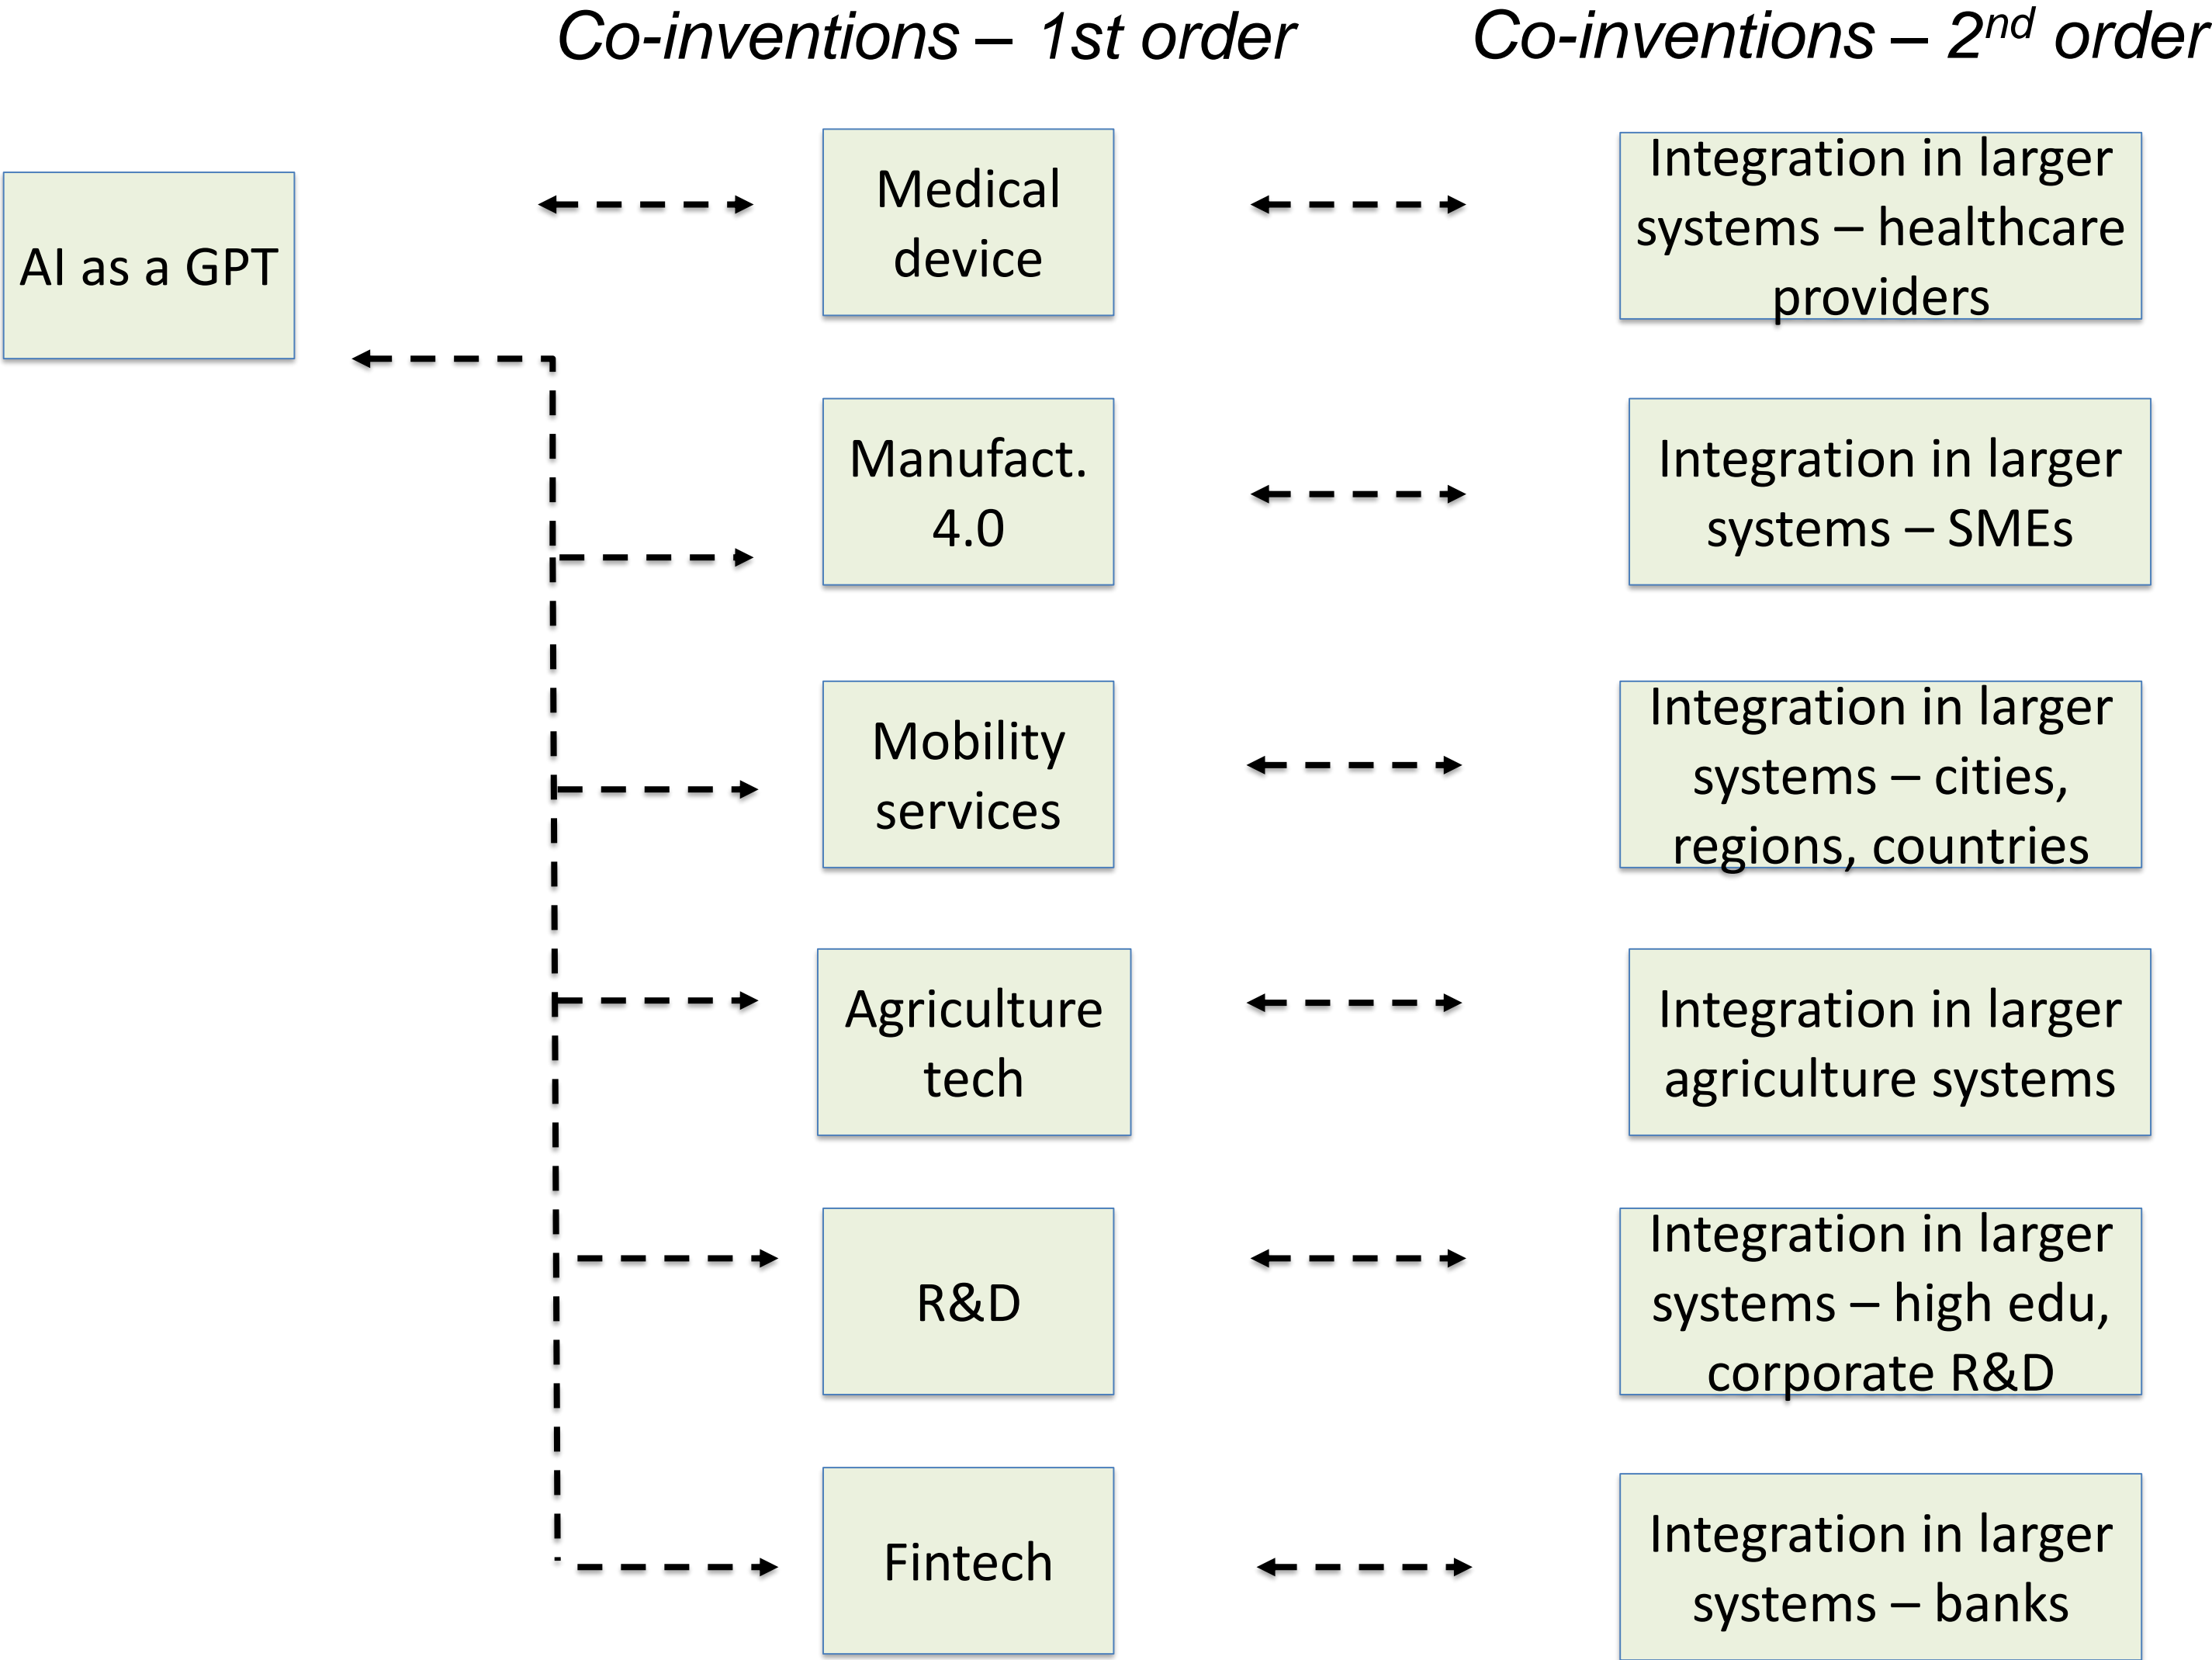 Co-inventions – 1st order
Co-inventions – 2nd order
AI as a GPT
Medical
device
Integration in larger
systems – healthcare
providers
Manufact.
4.0
Integration in larger
systems – SMEs
Mobility
services
Integration in larger
systems – cities,
regions, countries
Agriculture
tech
Integration in larger
agriculture systems
R&D
Integration in larger
systems – high edu,
corporate R&D
Fintech
Integration in larger
systems – banks